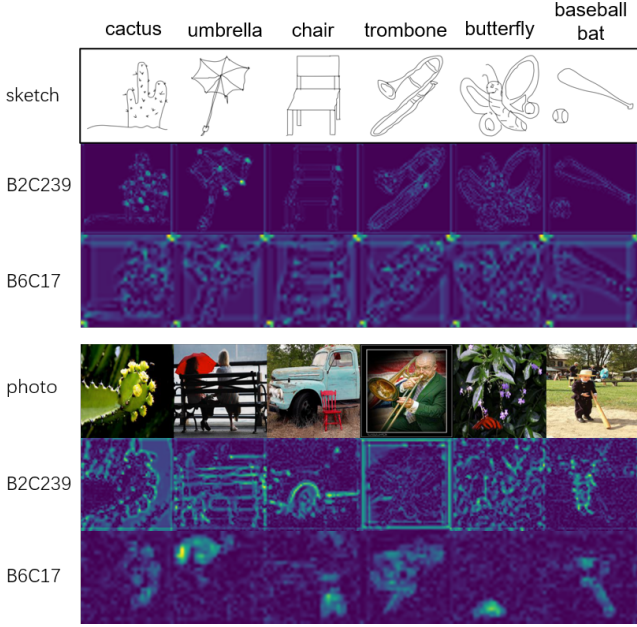 cactus umbrella chair trombone butterfly baseball bat
sketch
B2C239
B6C17
photo
B2C239
B6C17